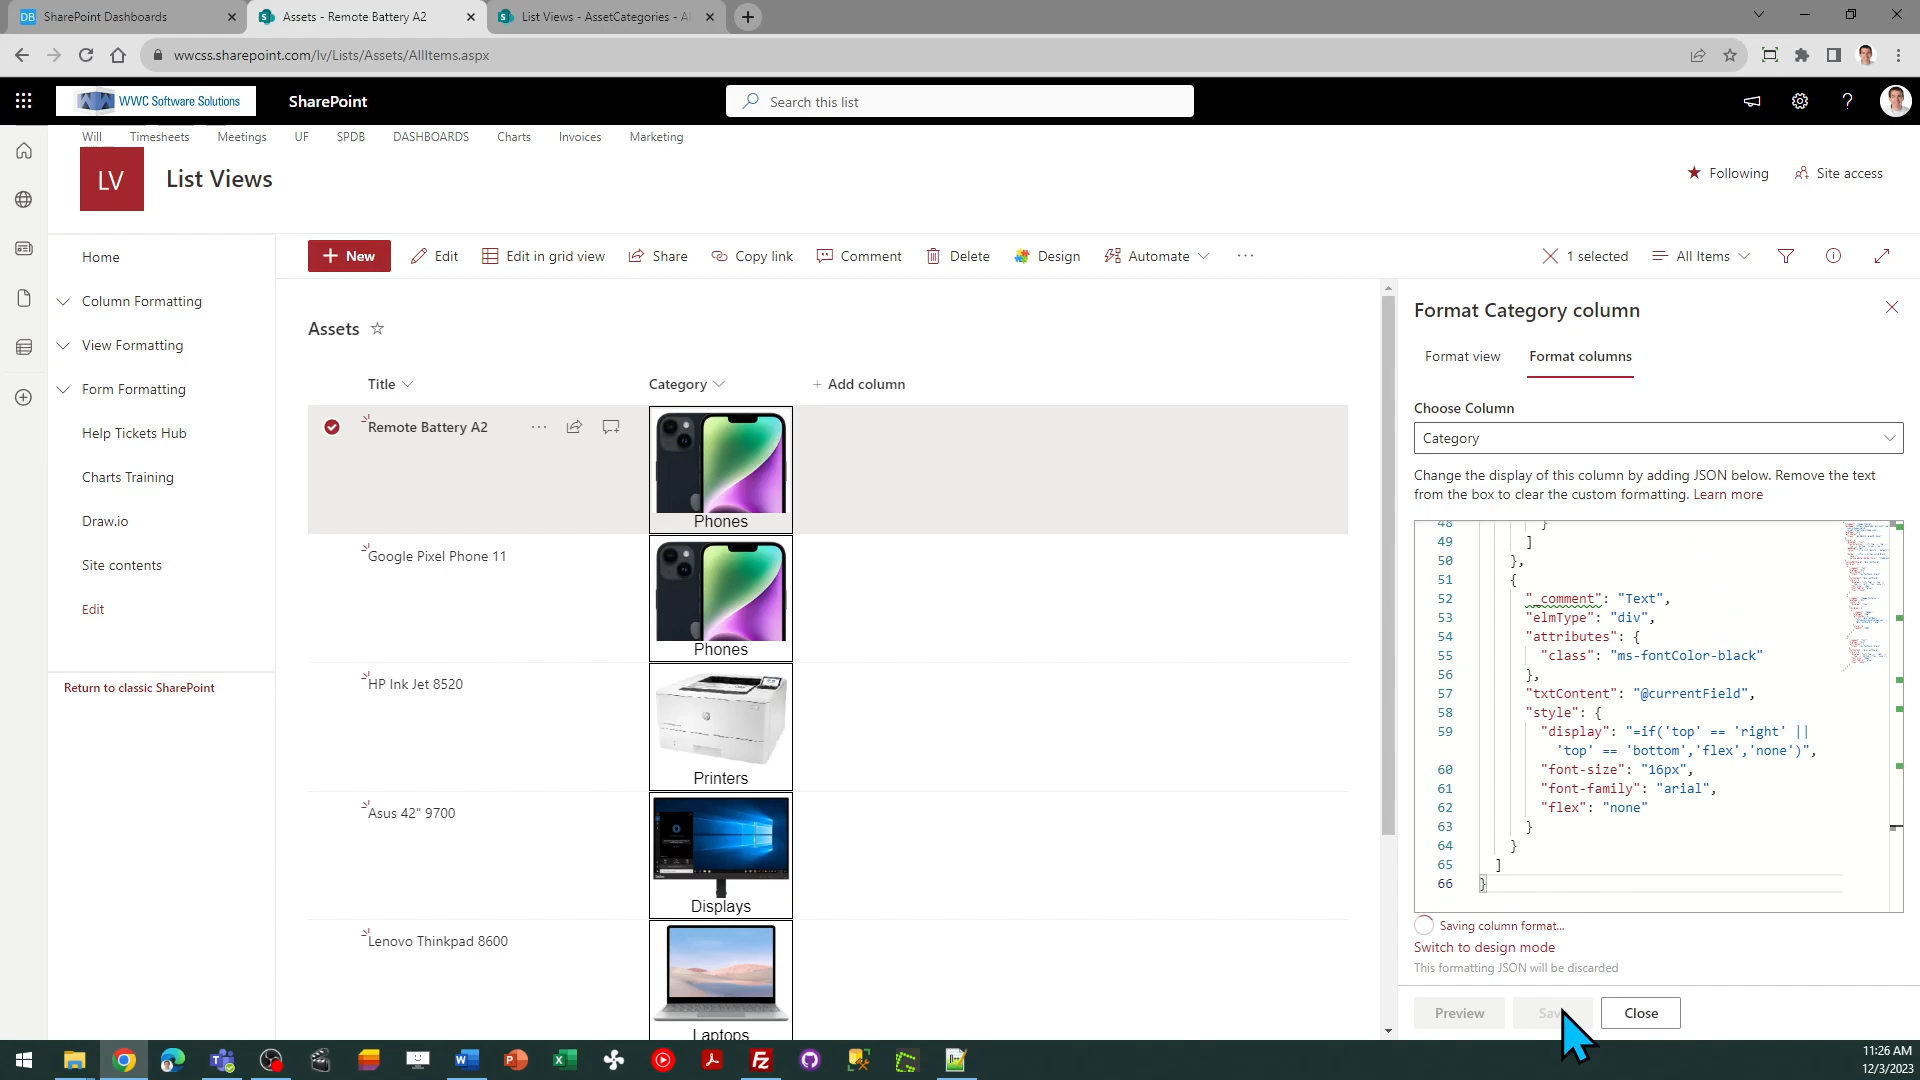 SharePoint Dashboards
Assets - Remote Battery A2
List Views - AssetCategories - Al
wwcss.sharepoint.com/lv/Lists/Assets/AllItems.aspx
WWC Software Solutions
SharePoint
Search this list
Will
Timesheets
Meetings
UF
SPDB
DASHBOARDS
Charts
Invoices
Marketing
LV
List Views
Following
Site access
Home
Column Formatting
View Formatting
Form Formatting
Help Tickets Hub
Charts Training
Draw.io
Site contents
Edit
Return to classic SharePoint
New
Edit
Edit in grid view
Share
Copy link
Comment
Delete
Design
Automate
1 selected
All Items
Assets
Title
Category
+ Add column
Remote Battery A2
Phones
Google Pixel Phone 11
Phones
HP Ink Jet 8520
Printers
Asus 42" 9700
Displays
Lenovo Thinkpad 8600
Laptops
Format Category column
Format view
Format columns
Choose Column
Category
Change the display of this column by adding JSON below. Remove the text
from the box to clear the custom formatting. Learn more
48 }
49 ]
50 },
51 {
52 "_comment": "Text",
53 "elmType": "div",
54 "attributes": {
55 "class": "ms-fontColor-black"
56 },
57 "txtContent": "@currentField",
58 "style": {
59 "display": "=if('top' == 'right' ||
'top' == 'bottom','flex','none')",
60 "font-size": "16px",
61 "font-family": "arial",
62 "flex": "none"
63 }
64 }
65 ]
66 }
Saving column format...
Switch to design mode
This formatting JSON will be discarded
Preview
Close
11:26 AM
12/3/2023